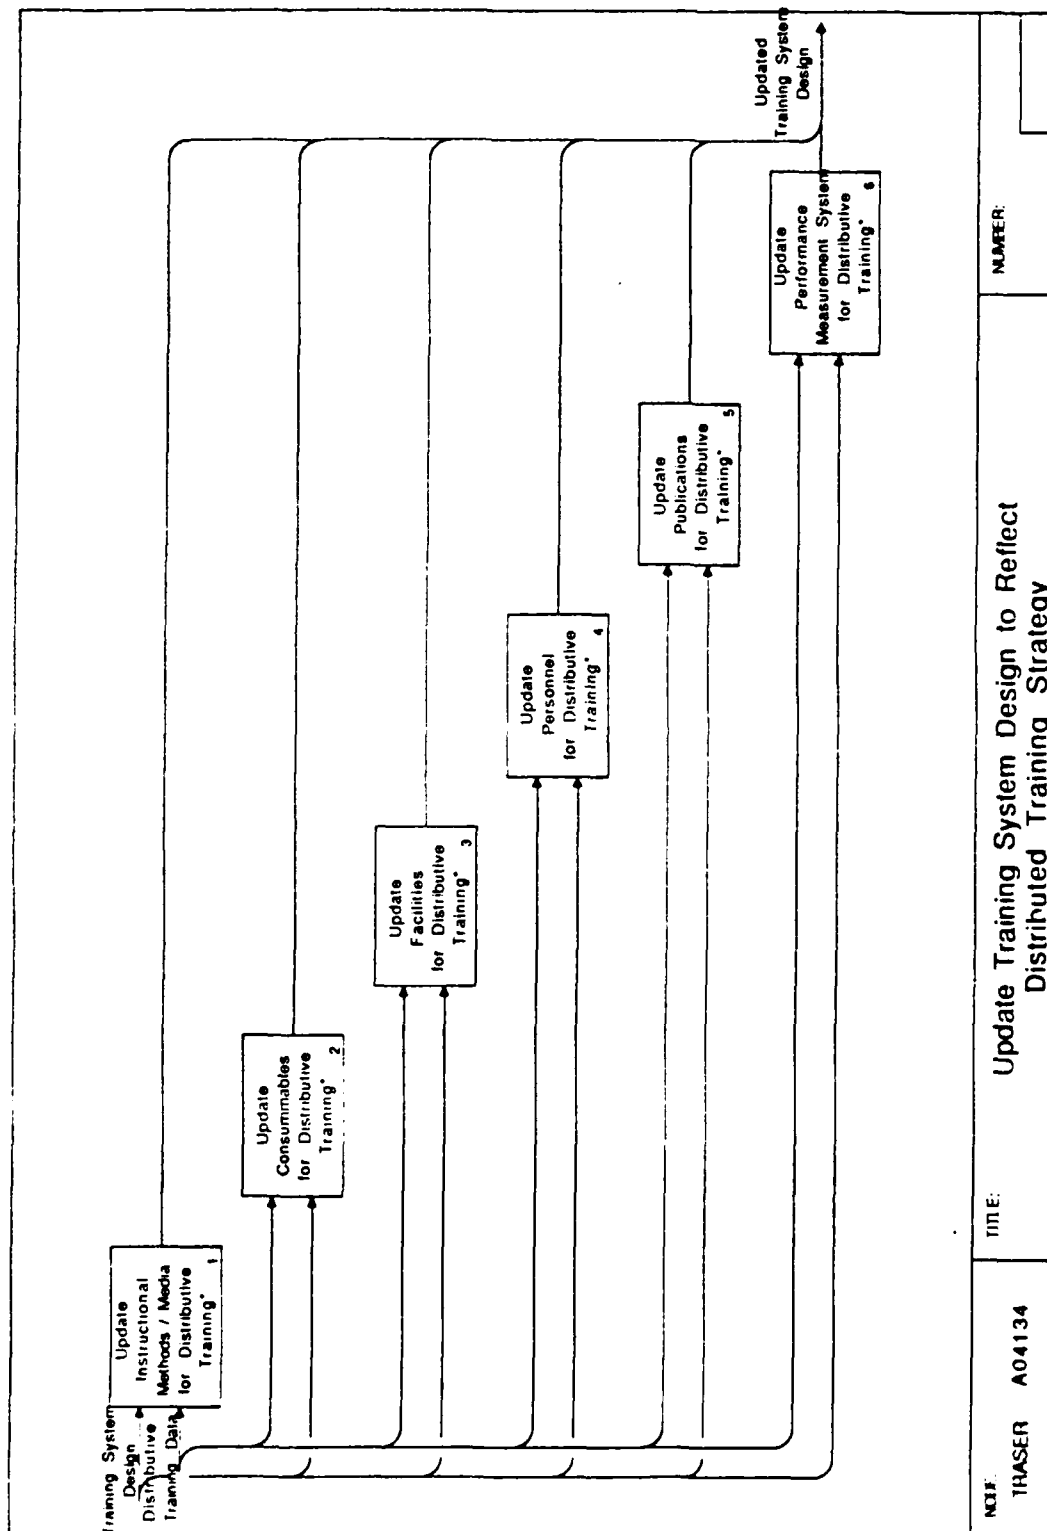 Training System
Design
Distributive
Training Data
Update
Instructional
Methods / Media
for Distributive
Training*
1
Update
Consummables
for Distributive
Training*
2
Update
Facilities
for Distributive
Training*
3
Update
Personnel
for Distributive
Training*
4
Update
Publications
for Distributive
Training*
5
Update
Performance
Measurement System
for Distributive
Training*
6
Updated
Training System
Design
NODE:
TRASER A04134
TITLE:
Update Training System Design to Reflect
Distributed Training Strategy
NUMBER: